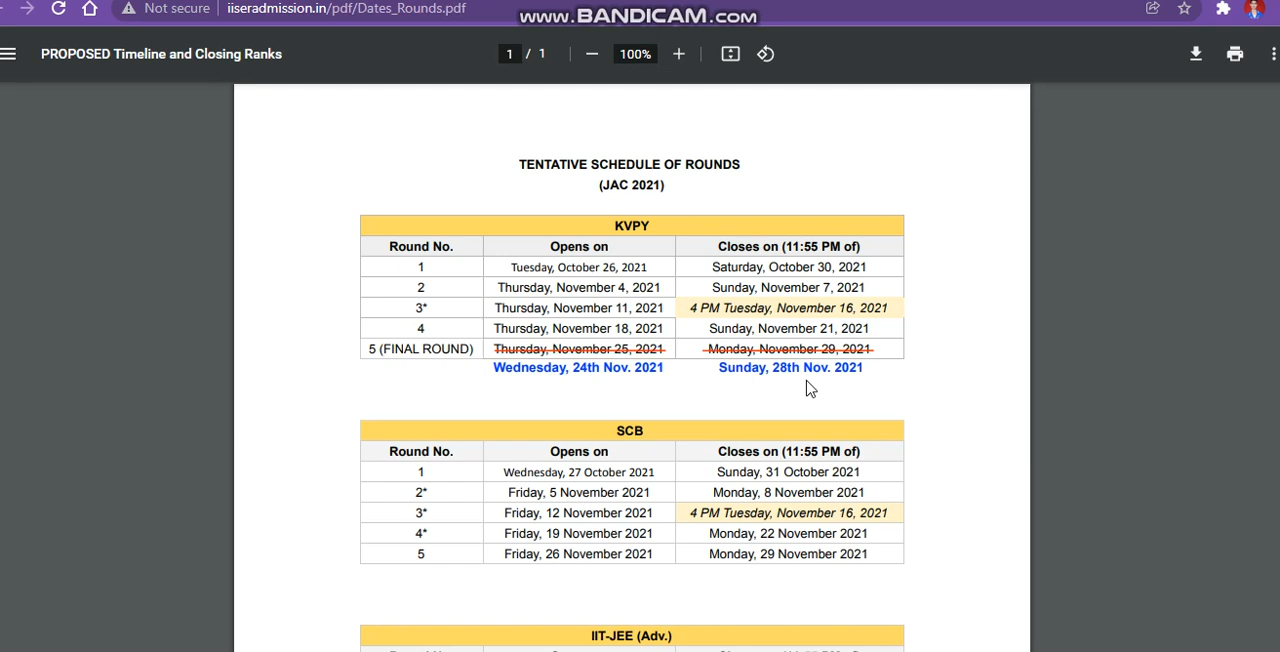 Not secure iiseradmission.in/pdf/Dates_Rounds.pdf
www.BANDICAM.com
PROPOSED Timeline and Closing Ranks 1 / 1 100%
TENTATIVE SCHEDULE OF ROUNDS
(JAC 2021)
KVPY
Round No. Opens on Closes on (11:55 PM of)
1 Tuesday, October 26, 2021 Saturday, October 30, 2021
2 Thursday, November 4, 2021 Sunday, November 7, 2021
3* Thursday, November 11, 2021 4 PM Tuesday, November 16, 2021
4 Thursday, November 18, 2021 Sunday, November 21, 2021
5 (FINAL ROUND) Thursday, November 25, 2021 Monday, November 29, 2021
Wednesday, 24th Nov. 2021 Sunday, 28th Nov. 2021
SCB
Round No. Opens on Closes on (11:55 PM of)
1 Wednesday, 27 October 2021 Sunday, 31 October 2021
2* Friday, 5 November 2021 Monday, 8 November 2021
3* Friday, 12 November 2021 4 PM Tuesday, November 16, 2021
4* Friday, 19 November 2021 Monday, 22 November 2021
5 Friday, 26 November 2021 Monday, 29 November 2021
IIT-JEE (Adv.)